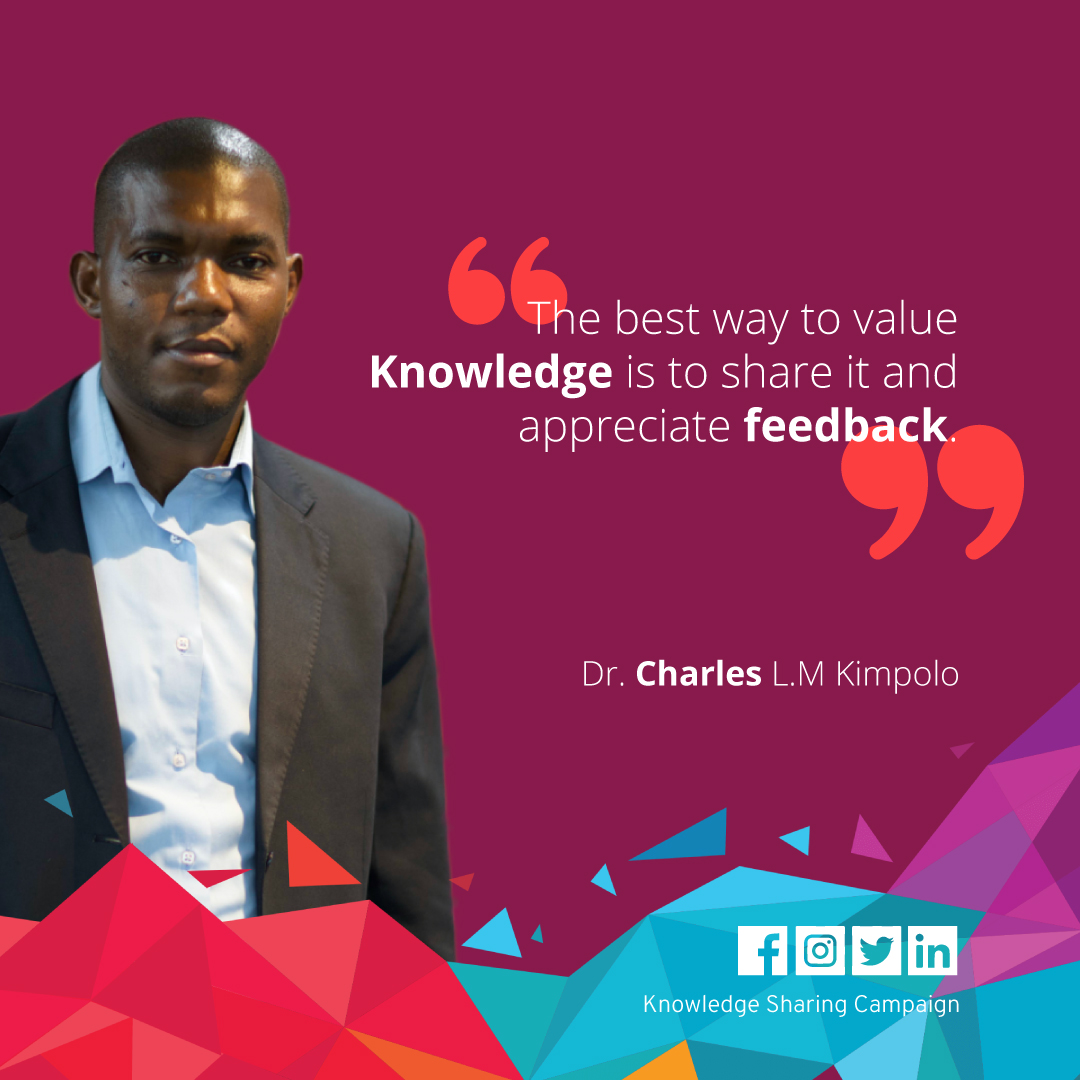 The best way to value
Knowledge is to share it and
appreciate feedback.
Dr. Charles L.M Kimpolo
Knowledge Sharing Campaign